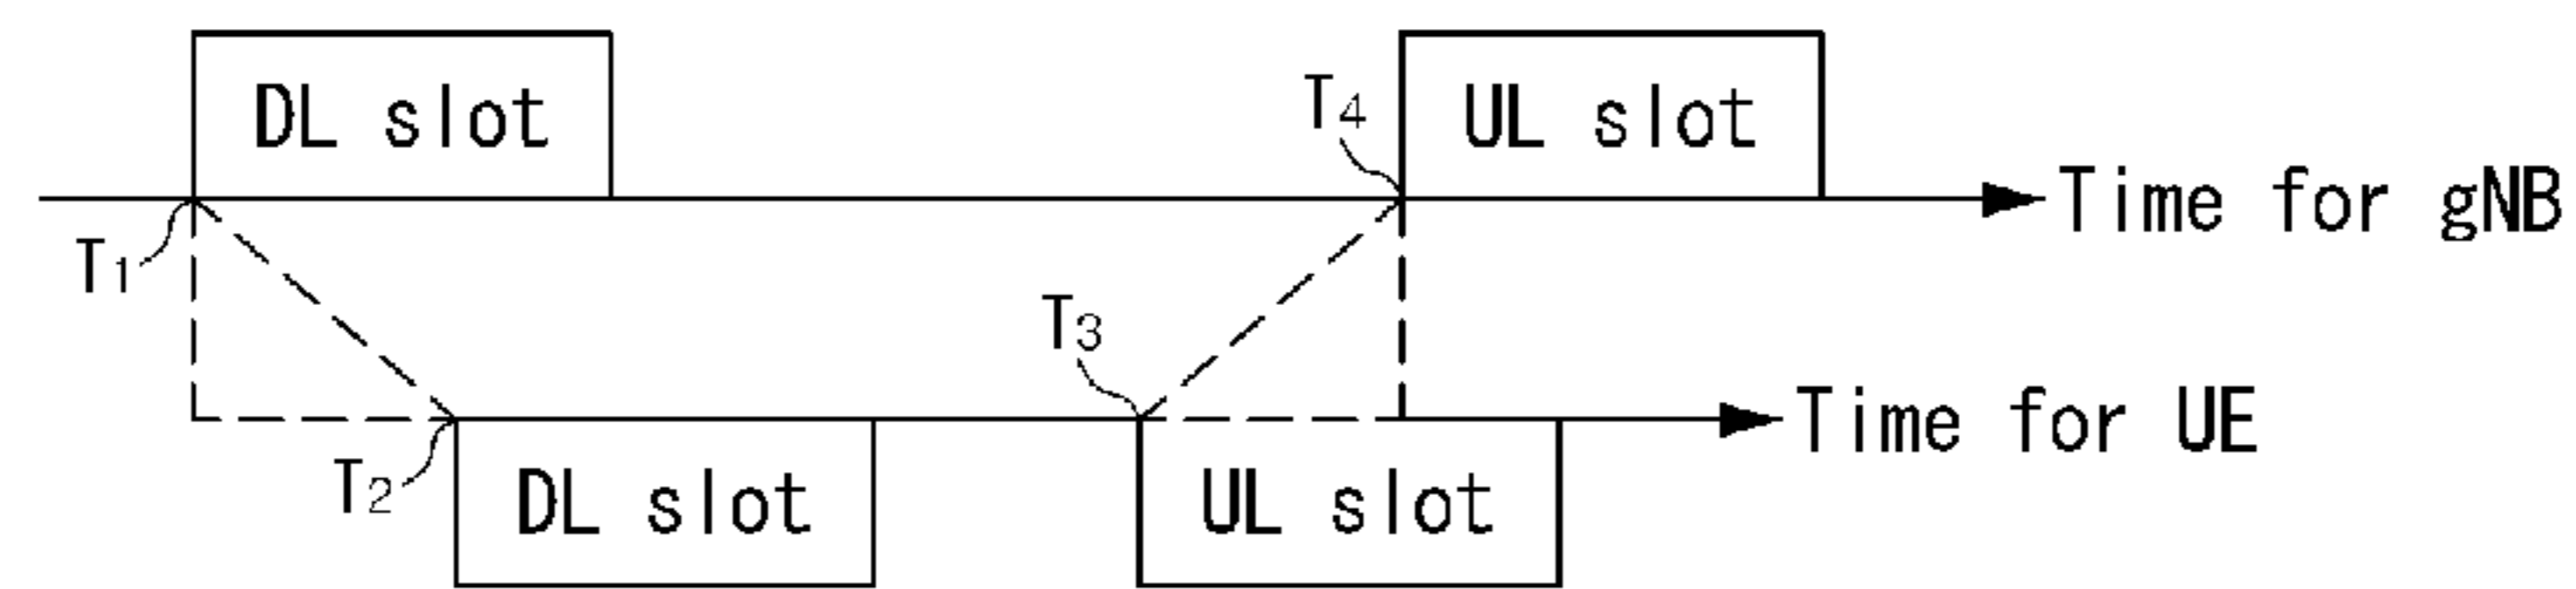 DL slot
T4
UL slot
Time for gNB
T1
T3
Time for UE
T2
DL slot
UL slot